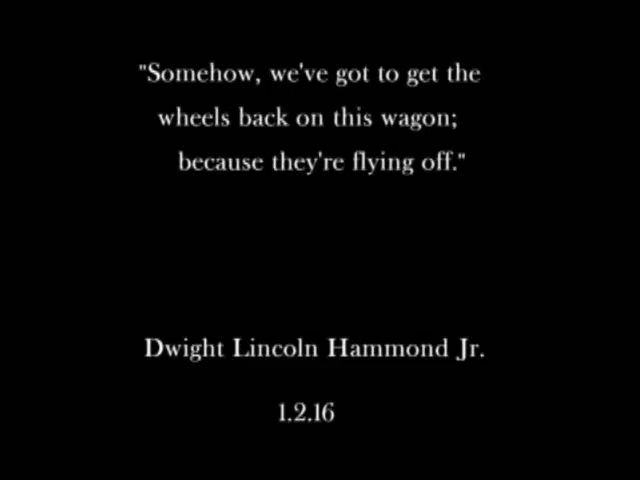 "Somehow, we've got to get the
wheels back on this wagon;
because they're flying off."
Dwight Lincoln Hammond Jr.
1.2.16